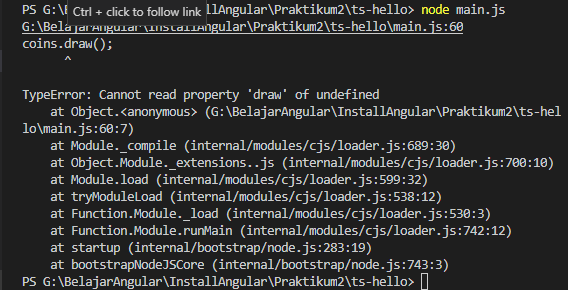 PS G:\B
Ctrl + click to follow link
allAngular\Praktikum2\ts-hello> node main.js
G:\BelajarAngular\InstallAngular\Praktikum2\ts-hello\main.js:60
coins.draw();
^
TypeError: Cannot read property 'draw' of undefined
at Object.<anonymous> (G:\BelajarAngular\InstallAngular\Praktikum2\ts-hel
lo\main.js:60:7)
at Module._compile (internal/modules/cjs/loader.js:689:30)
at Object.Module._extensions..js (internal/modules/cjs/loader.js:700:10)
at Module.load (internal/modules/cjs/loader.js:599:32)
at tryModuleLoad (internal/modules/cjs/loader.js:538:12)
at Function.Module._load (internal/modules/cjs/loader.js:530:3)
at Function.Module.runMain (internal/modules/cjs/loader.js:742:12)
at startup (internal/bootstrap/node.js:283:19)
at bootstrapNodeJSCore (internal/bootstrap/node.js:743:3)
PS G:\BelajarAngular\InstallAngular\Praktikum2\ts-hello>